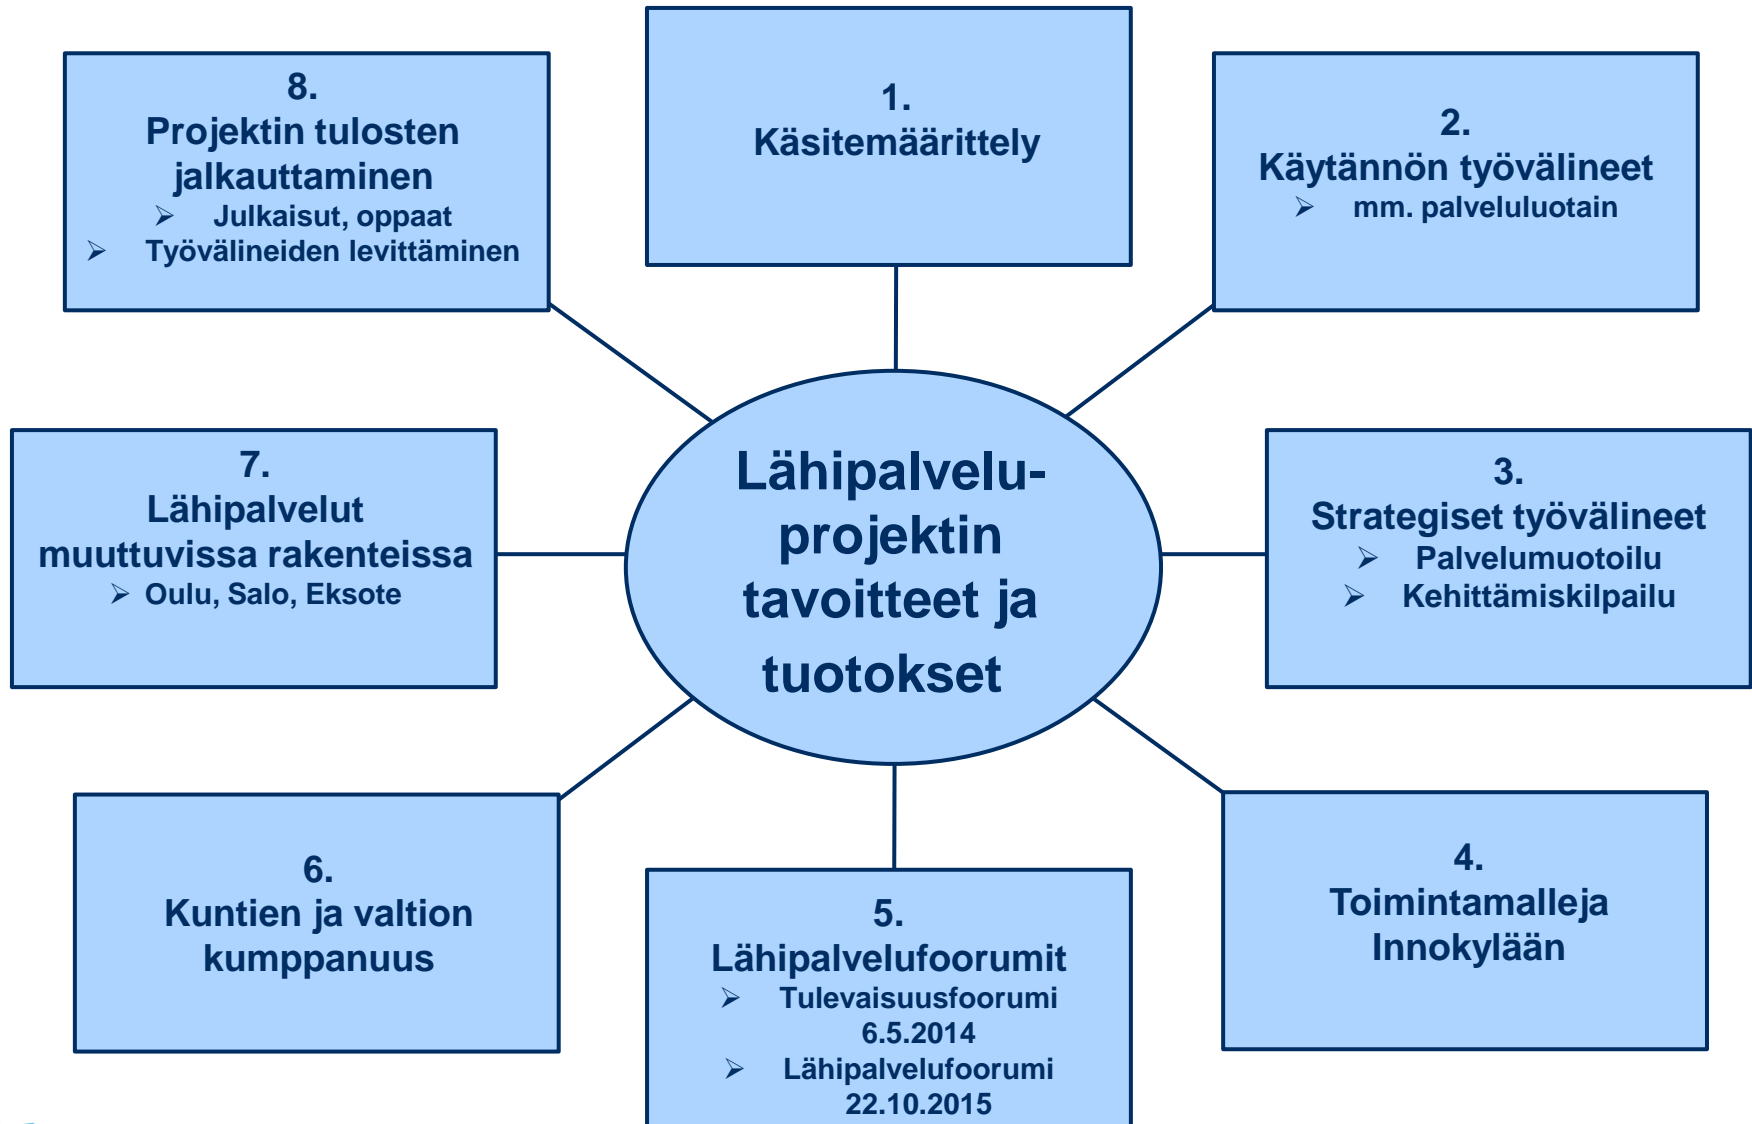 Lähipalvelu-
projektin
tavoitteet ja
tuotokset
1.
Käsitemäärittely
2.
Käytännön työvälineet
➢ mm. palveluluotain
3.
Strategiset työvälineet
➢ Palvelumuotoilu
➢ Kehittämiskilpailu
4.
Toimintamalleja
Innokylään
5.
Lähipalvelufoorumit
➢ Tulevaisuusfoorumi
6.5.2014
➢ Lähipalvelufoorumi
22.10.2015
6.
Kuntien ja valtion
kumppanuus
7.
Lähipalvelut
muuttuvissa rakenteissa
➢ Oulu, Salo, Eksote
8.
Projektin tulosten
jalkauttaminen
➢ Julkaisut, oppaat
➢ Työvälineiden levittäminen